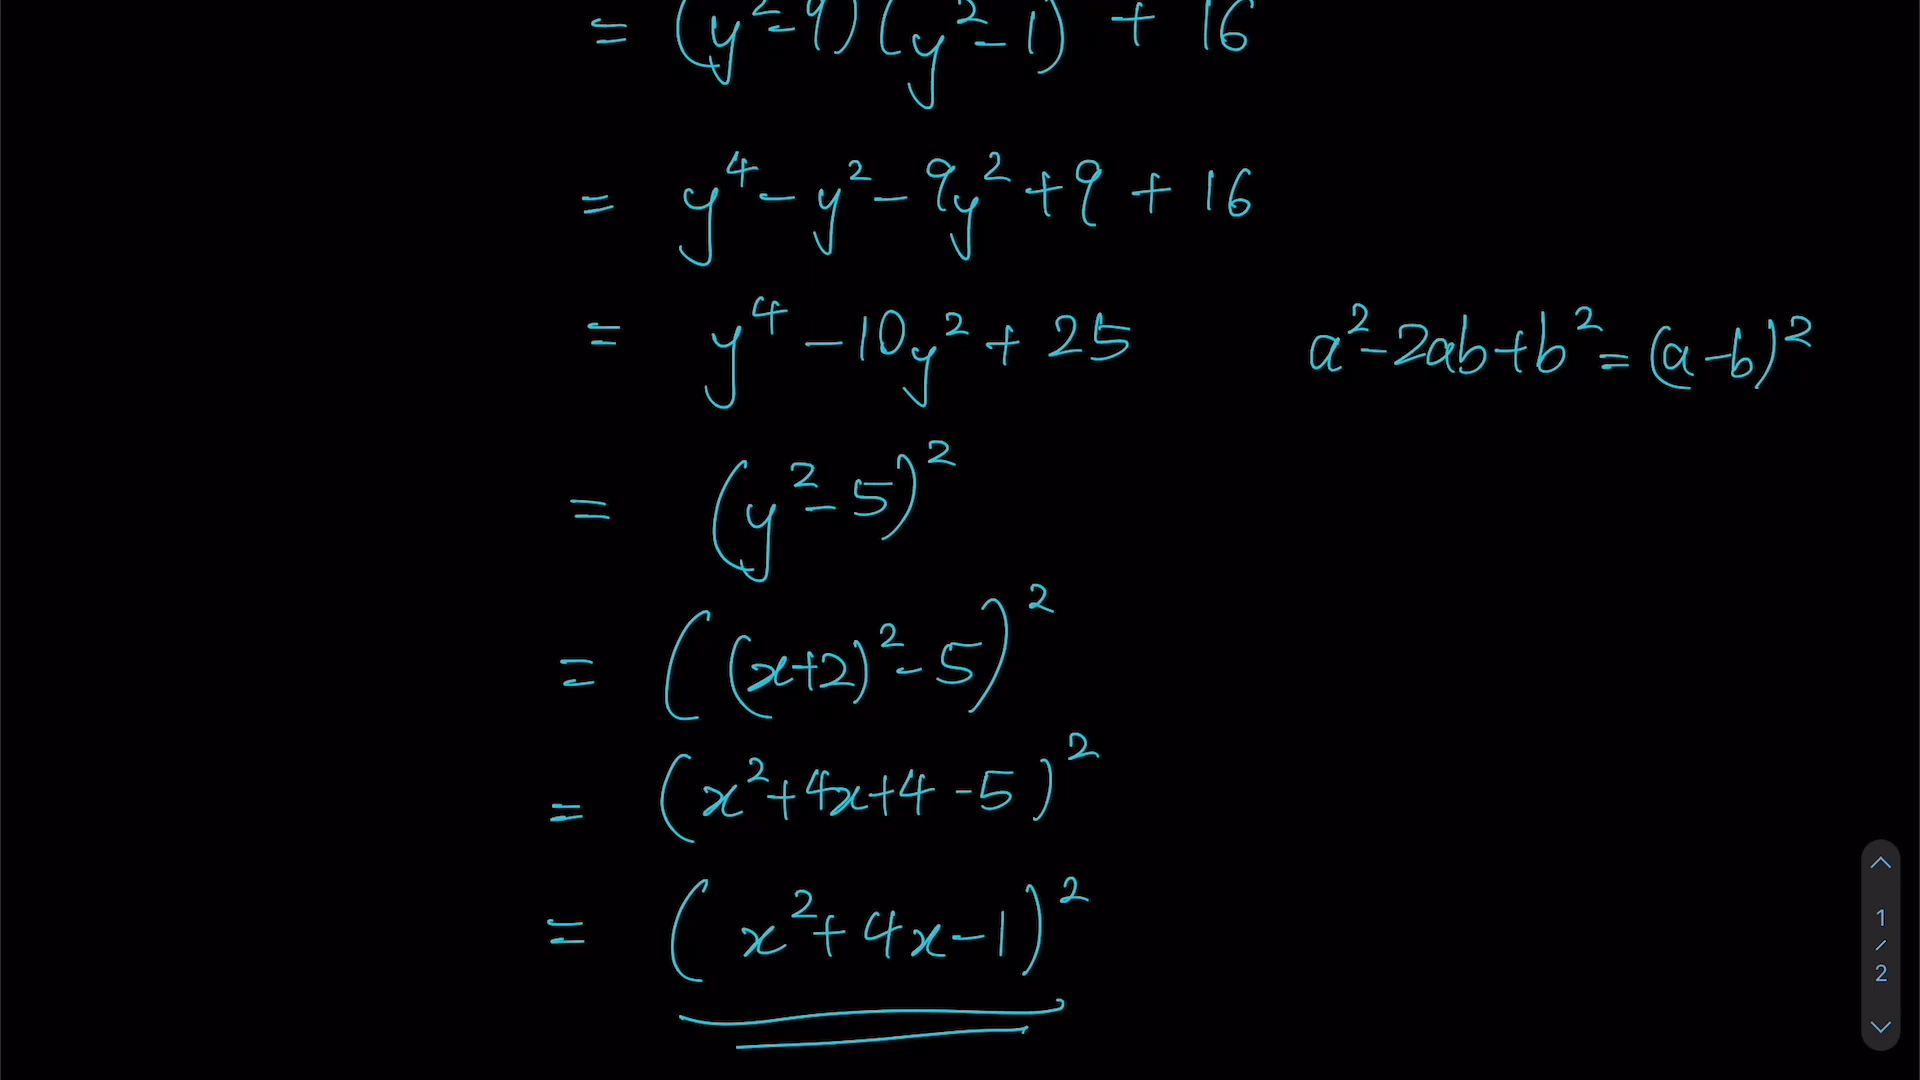 = (y²-9)(y²-1) + 16
= y⁴ - y² - 9y² + 9 + 16
= y⁴ - 10y² + 25
a² - 2ab + b² = (a-b)²
= (y² - 5)²
= ((x+2)² - 5)²
= (x² + 4x + 4 - 5)²
= (x² + 4x - 1)²
1
/
2